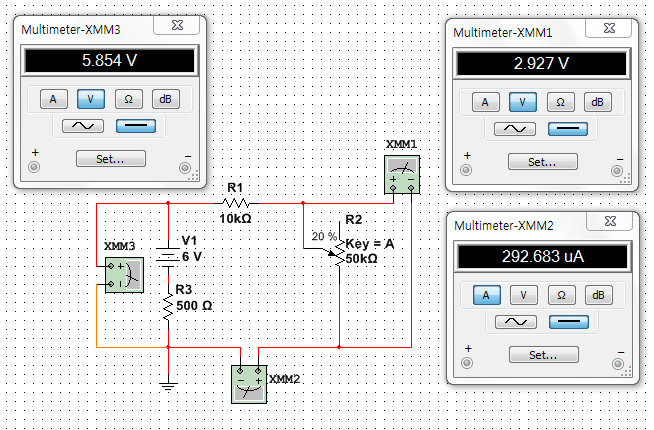 Multimeter-XMM3
5.854 V
A V Ω dB
+ −
Set...
Multimeter-XMM1
2.927 V
A V Ω dB
+ −
Set...
Multimeter-XMM2
292.683 uA
A V Ω dB
+ −
Set...
XMM1
+ −
R1
10kΩ
R2
20 %
Key = A
50kΩ
XMM3
+
−
V1
6 V
R3
500 Ω
− +
XMM2